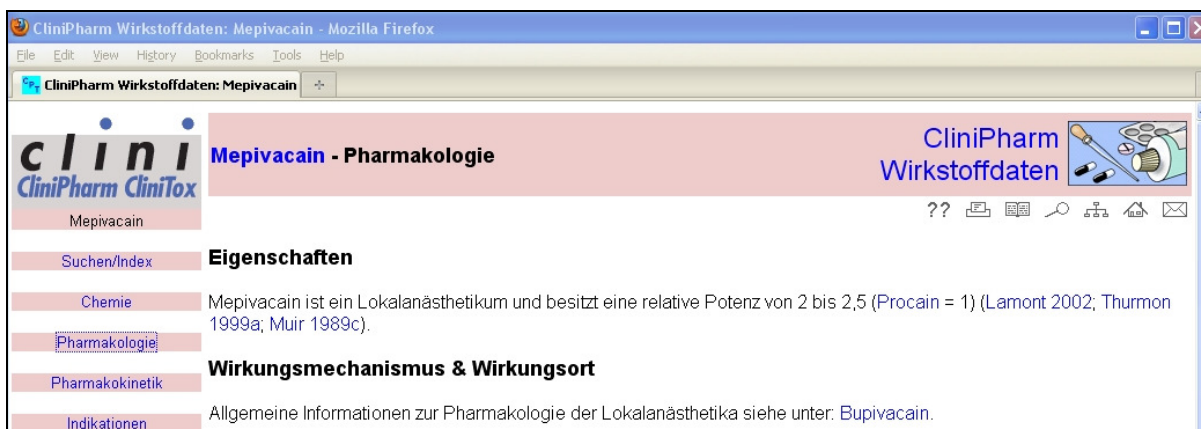 CliniPharm Wirkstoffdaten: Mepivacain - Mozilla Firefox
File Edit View History Bookmarks Tools Help
CPT CliniPharm Wirkstoffdaten: Mepivacain
clini
CliniPharm CliniTox
Mepivacain - Pharmakologie
CliniPharm
Wirkstoffdaten
??
Mepivacain
Suchen/Index
Chemie
Pharmakologie
Pharmakokinetik
Indikationen
Eigenschaften
Mepivacain ist ein Lokalanästhetikum und besitzt eine relative Potenz von 2 bis 2,5 (Procain = 1) (Lamont 2002; Thurmon
1999a; Muir 1989c).
Wirkungsmechanismus & Wirkungsort
Allgemeine Informationen zur Pharmakologie der Lokalanästhetika siehe unter: Bupivacain.